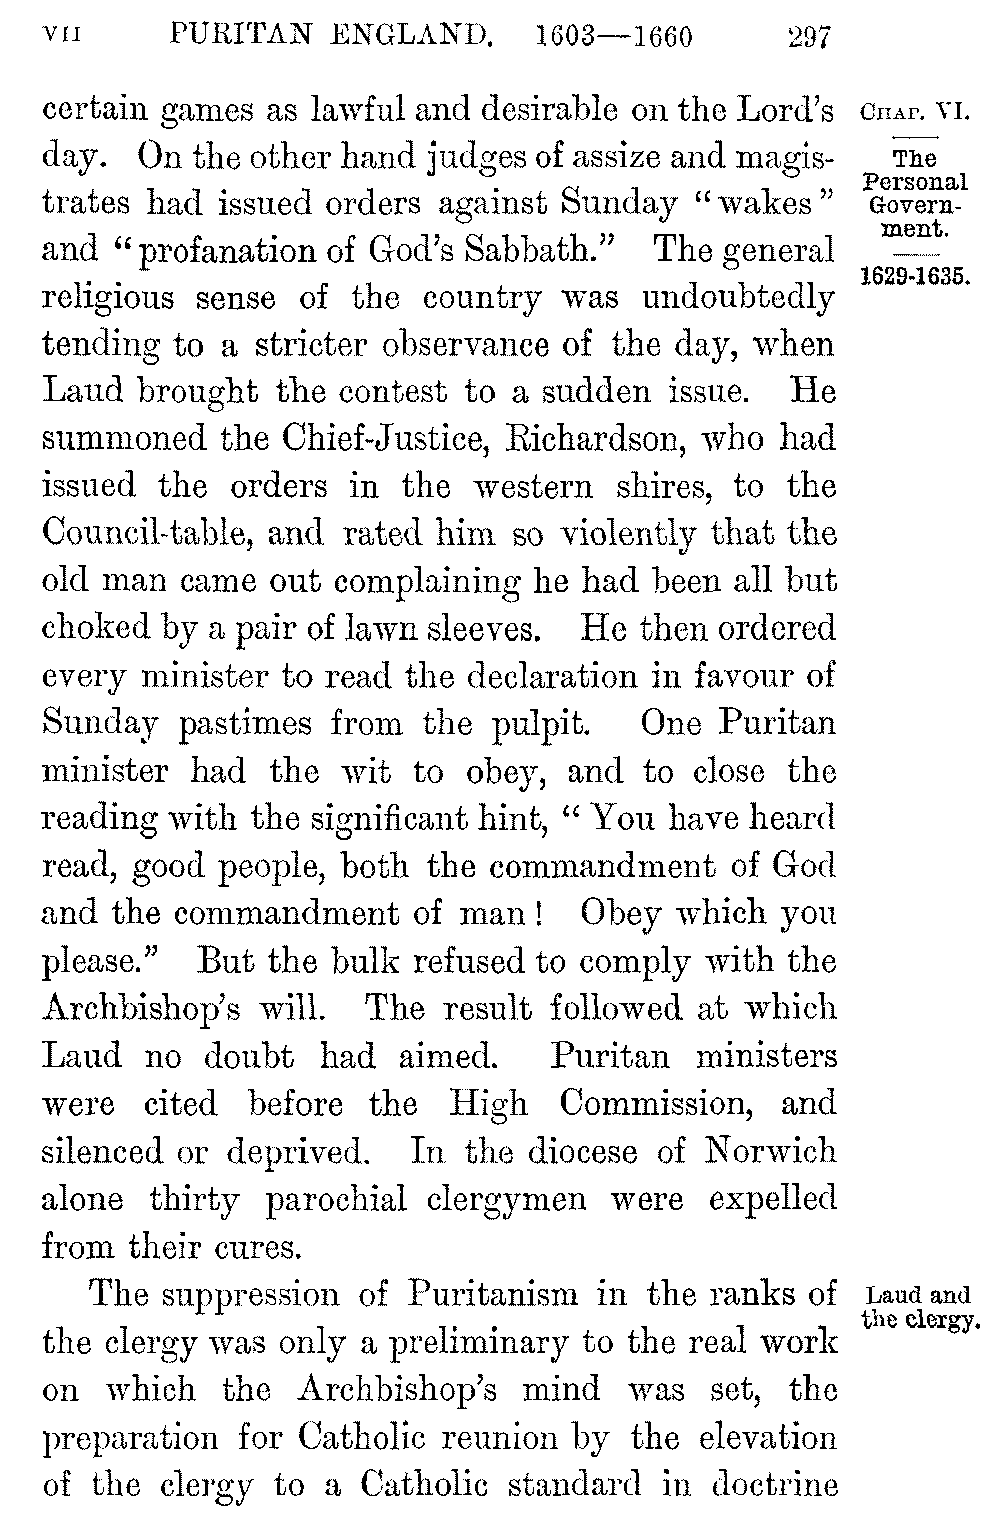 VII PURITAN ENGLAND. 1603—1660 297
certain games as lawful and desirable on the Lord's
day. On the other hand judges of assize and magis-
trates had issued orders against Sunday "wakes"
and "profanation of God's Sabbath." The general
religious sense of the country was undoubtedly
tending to a stricter observance of the day, when
Laud brought the contest to a sudden issue. He
summoned the Chief-Justice, Richardson, who had
issued the orders in the western shires, to the
Council-table, and rated him so violently that the
old man came out complaining he had been all but
choked by a pair of lawn sleeves. He then ordered
every minister to read the declaration in favour of
Sunday pastimes from the pulpit. One Puritan
minister had the wit to obey, and to close the
reading with the significant hint, "You have heard
read, good people, both the commandment of God
and the commandment of man! Obey which you
please." But the bulk refused to comply with the
Archbishop's will. The result followed at which
Laud no doubt had aimed. Puritan ministers
were cited before the High Commission, and
silenced or deprived. In the diocese of Norwich
alone thirty parochial clergymen were expelled
from their cures.
The suppression of Puritanism in the ranks of
the clergy was only a preliminary to the real work
on which the Archbishop's mind was set, the
preparation for Catholic reunion by the elevation
of the clergy to a Catholic standard in doctrine
CHAP. VI.
The
Personal
Govern-
ment.
1629-1635.
Laud and
the clergy.